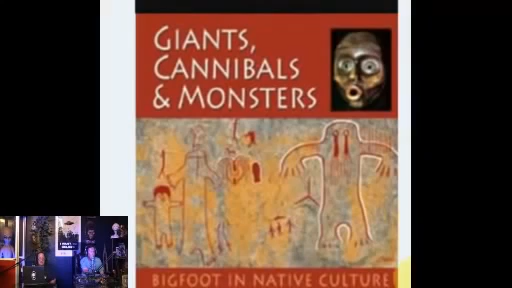 GIANTS,
CANNIBALS
& MONSTERS
BIGFOOT IN NATIVE CULTURE